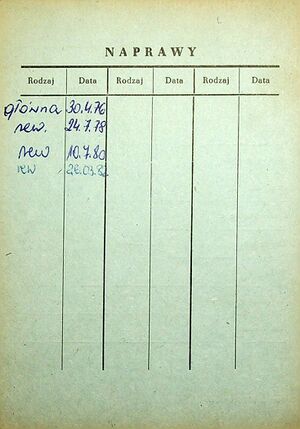 NAPRAWY
Rodzaj Data Rodzaj Data Rodzaj Data
główna 30.4.76
rew. 24.7.78
rew 10.7.80
rew 26.03.82